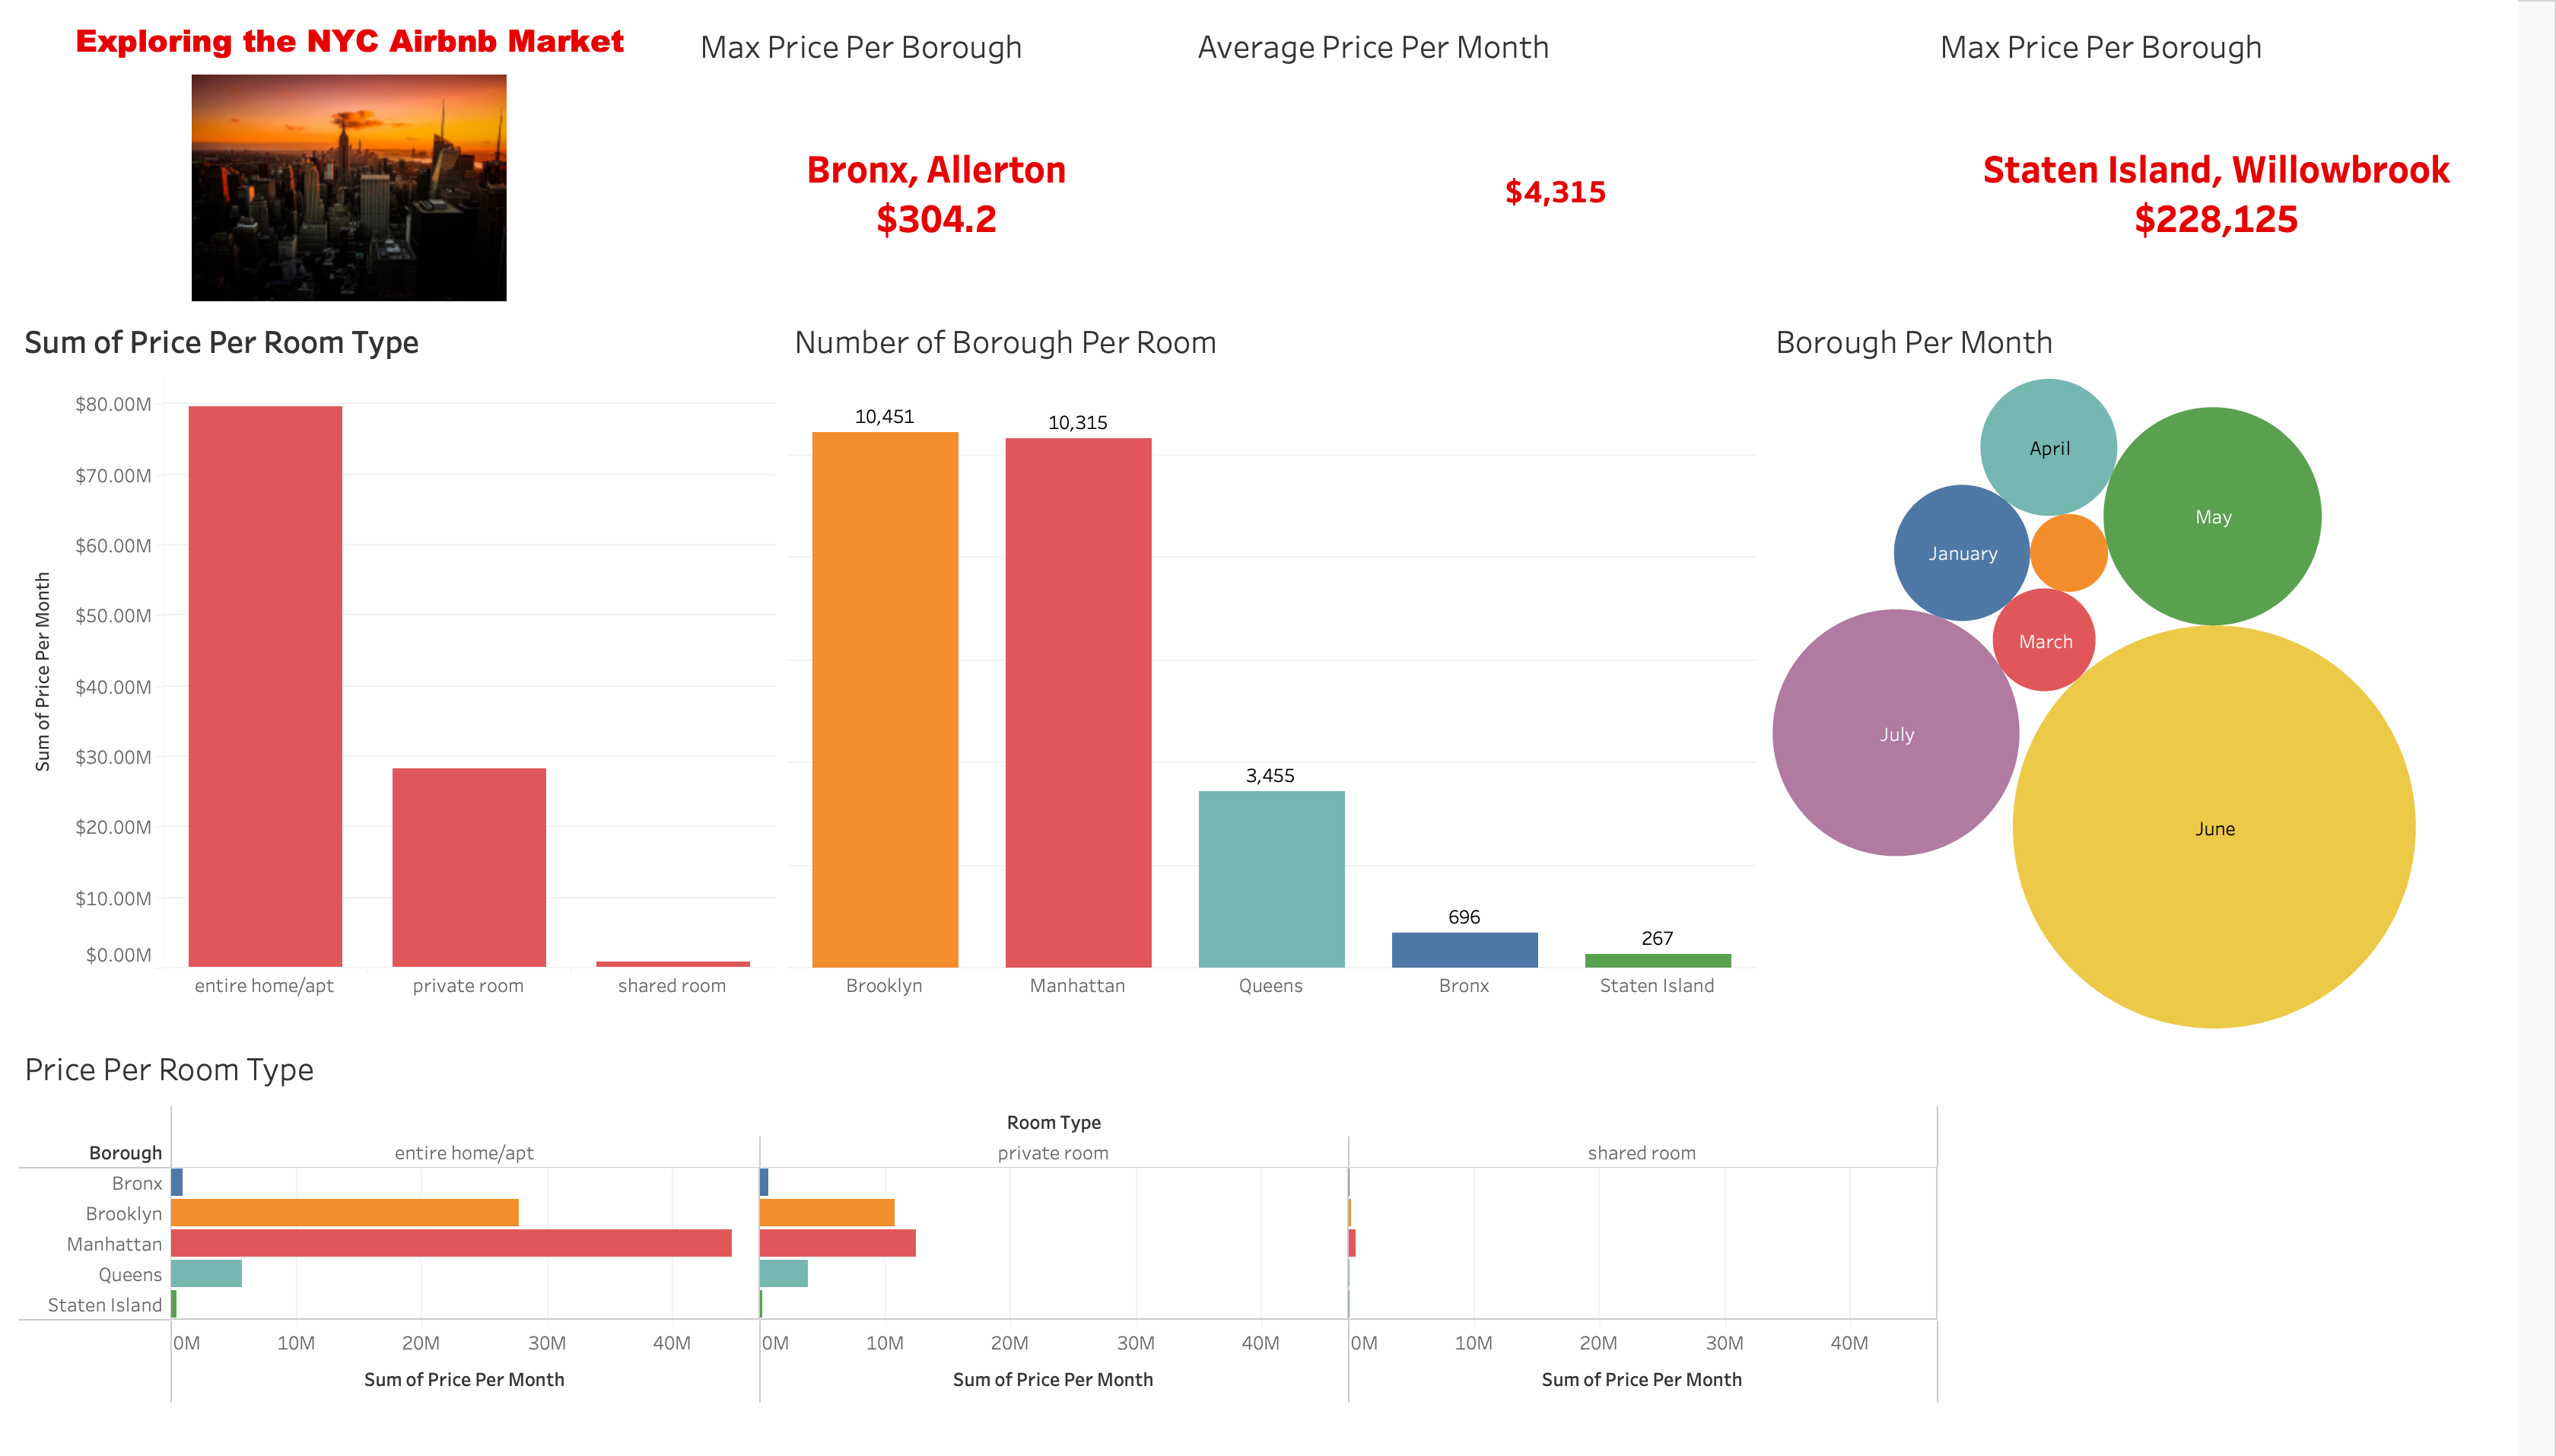 Exploring the NYC Airbnb Market
Max Price Per Borough
Bronx, Allerton
$304.2
Average Price Per Month
$4,315
Max Price Per Borough
Staten Island, Willowbrook
$228,125
Sum of Price Per Room Type
Sum of Price Per Month
$80.00M
$70.00M
$60.00M
$50.00M
$40.00M
$30.00M
$20.00M
$10.00M
$0.00M
entire home/apt private room shared room
Number of Borough Per Room
10,451
10,315
3,455
696
267
Brooklyn Manhattan Queens Bronx Staten Island
Borough Per Month
April
May
January
March
July
June
Price Per Room Type
Room Type
Borough entire home/apt private room shared room
Bronx
Brooklyn
Manhattan
Queens
Staten Island
0M 10M 20M 30M 40M 0M 10M 20M 30M 40M 0M 10M 20M 30M 40M
Sum of Price Per Month Sum of Price Per Month Sum of Price Per Month